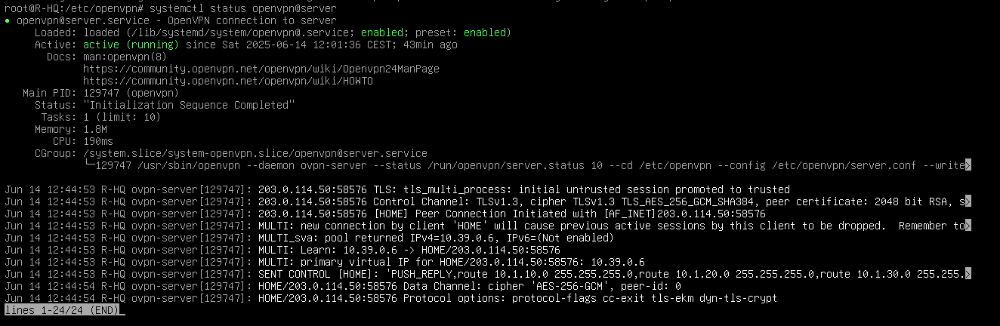 root@R-HQ:/etc/openvpn# systemctl status openvpn@server
● openvpn@server.service - OpenVPN connection to server
     Loaded: loaded (/lib/systemd/system/openvpn@.service; enabled; preset: enabled)
     Active: active (running) since Sat 2025-06-14 12:01:36 CEST; 43min ago
       Docs: man:openvpn(8)
             https://community.openvpn.net/openvpn/wiki/Openvpn24ManPage
             https://community.openvpn.net/openvpn/wiki/HOWTO
   Main PID: 129747 (openvpn)
     Status: "Initialization Sequence Completed"
      Tasks: 1 (limit: 10)
     Memory: 1.8M
        CPU: 190ms
     CGroup: /system.slice/system-openvpn.slice/openvpn@server.service
             └─129747 /usr/sbin/openvpn --daemon ovpn-server --status /run/openvpn/server.status 10 --cd /etc/openvpn --config /etc/openvpn/server.conf --write>
Jun 14 12:44:53 R-HQ ovpn-server[129747]: 203.0.114.50:58576 TLS: tls_multi_process: initial untrusted session promoted to trusted
Jun 14 12:44:53 R-HQ ovpn-server[129747]: 203.0.114.50:58576 Control Channel: TLSv1.3, cipher TLSv1.3 TLS_AES_256_GCM_SHA384, peer certificate: 2048 bit RSA, s>
Jun 14 12:44:53 R-HQ ovpn-server[129747]: 203.0.114.50:58576 [HOME] Peer Connection Initiated with [AF_INET]203.0.114.50:58576
Jun 14 12:44:53 R-HQ ovpn-server[129747]: MULTI: new connection by client 'HOME' will cause previous active sessions by this client to be dropped.  Remember to>
Jun 14 12:44:53 R-HQ ovpn-server[129747]: MULTI_sva: pool returned IPv4=10.39.0.6, IPv6=(Not enabled)
Jun 14 12:44:53 R-HQ ovpn-server[129747]: MULTI: Learn: 10.39.0.6 -> HOME/203.0.114.50:58576
Jun 14 12:44:53 R-HQ ovpn-server[129747]: MULTI: primary virtual IP for HOME/203.0.114.50:58576: 10.39.0.6
Jun 14 12:44:53 R-HQ ovpn-server[129747]: SENT CONTROL [HOME]: 'PUSH_REPLY,route 10.1.10.0 255.255.255.0,route 10.1.20.0 255.255.255.0,route 10.1.30.0 255.255.>
Jun 14 12:44:54 R-HQ ovpn-server[129747]: HOME/203.0.114.50:58576 Data Channel: cipher 'AES-256-GCM', peer-id: 0
Jun 14 12:44:54 R-HQ ovpn-server[129747]: HOME/203.0.114.50:58576 Protocol options: protocol-flags cc-exit tls-ekm dyn-tls-crypt
lines 1-24/24 (END)